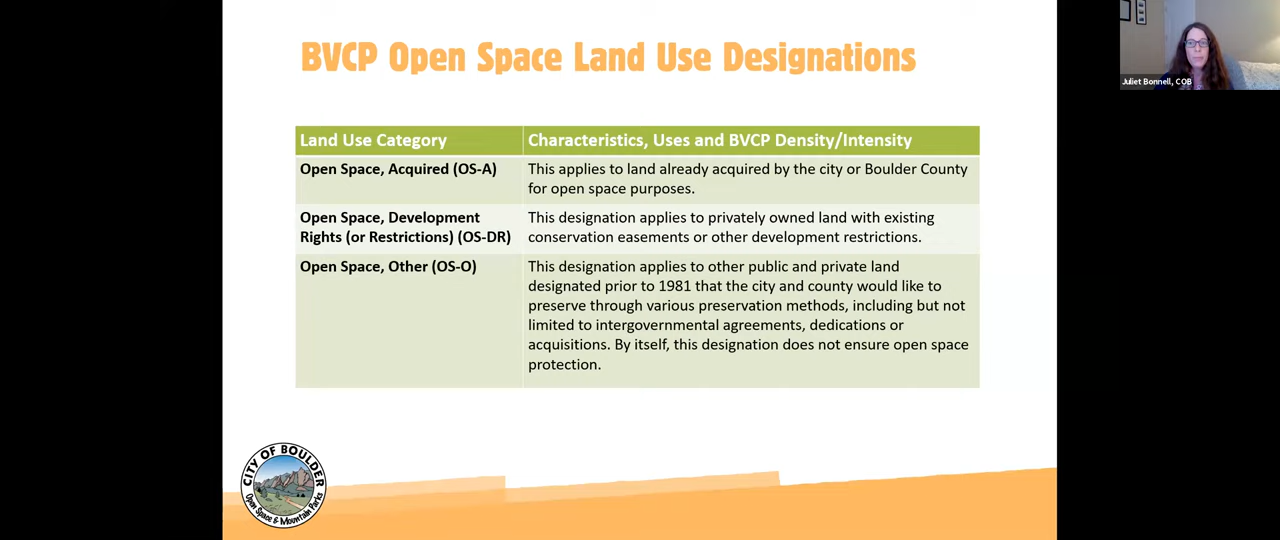 BVCP Open Space Land Use Designations
Juliet Bonnell, COB
Land Use Category
Characteristics, Uses and BVCP Density/Intensity
Open Space, Acquired (OS-A)
This applies to land already acquired by the city or Boulder County
for open space purposes.
Open Space, Development
Rights (or Restrictions) (OS-DR)
This designation applies to privately owned land with existing
conservation easements or other development restrictions.
Open Space, Other (OS-O)
This designation applies to other public and private land
designated prior to 1981 that the city and county would like to
preserve through various preservation methods, including but not
limited to intergovernmental agreements, dedications or
acquisitions. By itself, this designation does not ensure open space
protection.
CITY OF BOULDER
Open Space & Mountain Parks